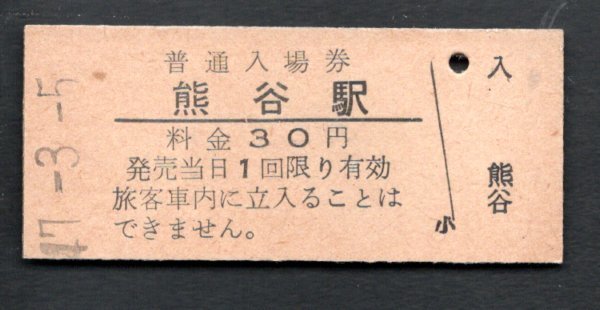 普通入場券
熊谷駅
料金30円
発売当日1回限り有効
旅客車内に立入ることは
できません。
47-3-5
入
熊谷
小